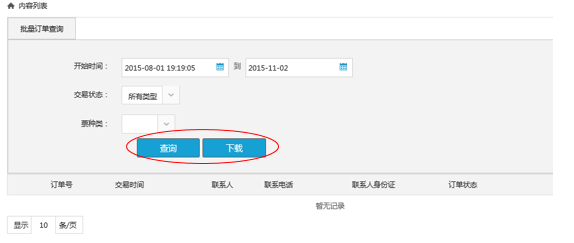 内容列表
批量订单查询
开始时间： 2015-08-01 19:19:05 到 2015-11-02
交易状态： 所有类型
票种类：
查询 下载
订单号 交易时间 联系人 联系电话 联系人身份证 订单状态
暂无记录
显示 10 条/页